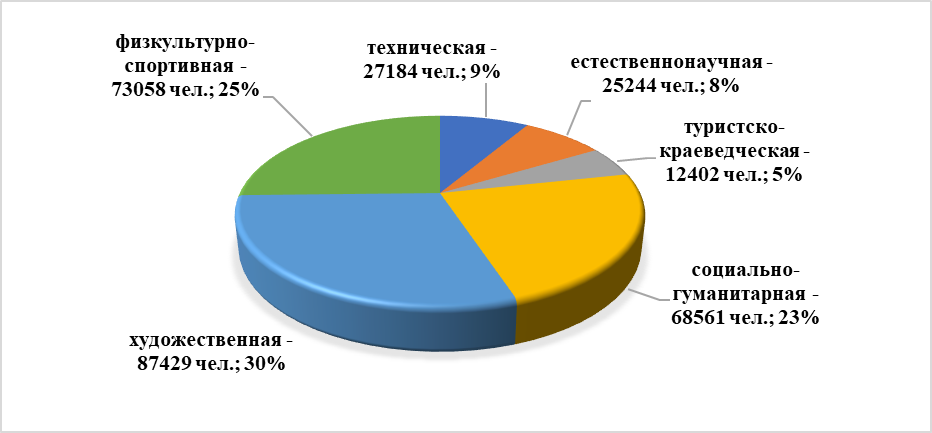 физкультурно-
спортивная -
73058 чел.; 25%
техническая -
27184 чел.; 9%
естественнонаучная -
25244 чел.; 8%
туристско-
краеведческая -
12402 чел.; 5%
социально-
гуманитарная -
68561 чел.; 23%
художественная -
87429 чел.; 30%